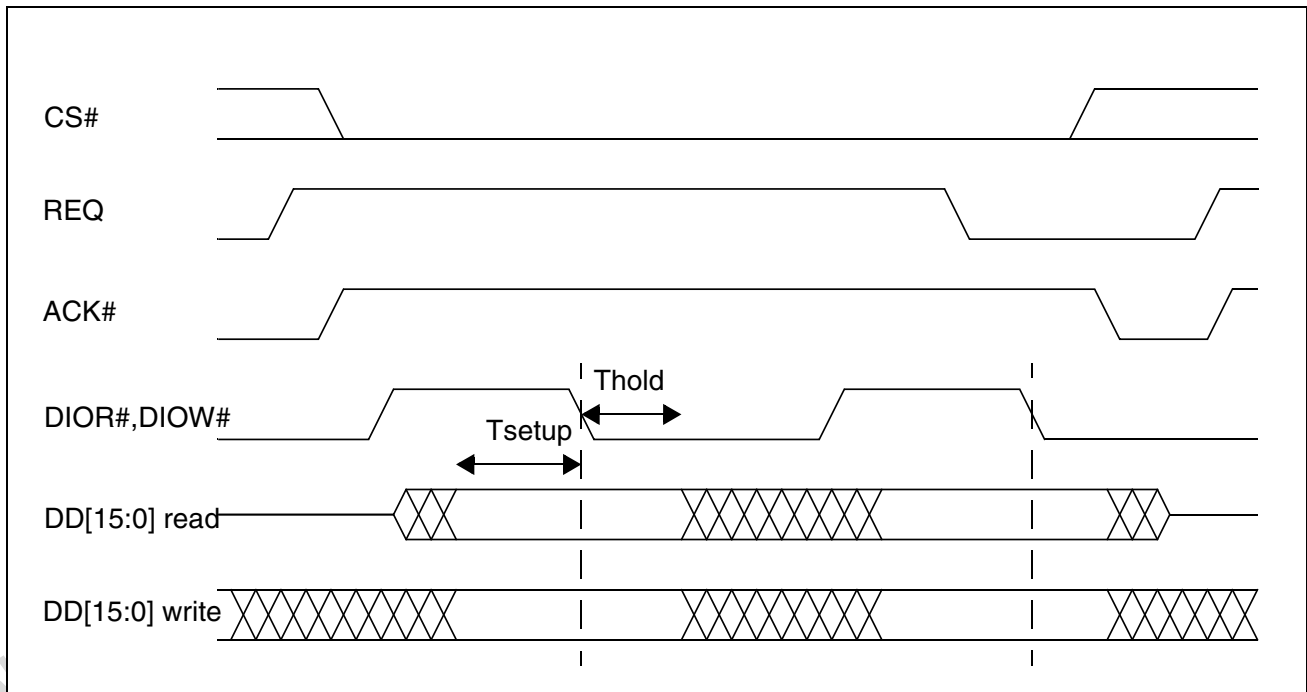 CS#
REQ
ACK#
Thold
DIOR#,DIOW#
Tsetup
DD[15:0] read
DD[15:0] write